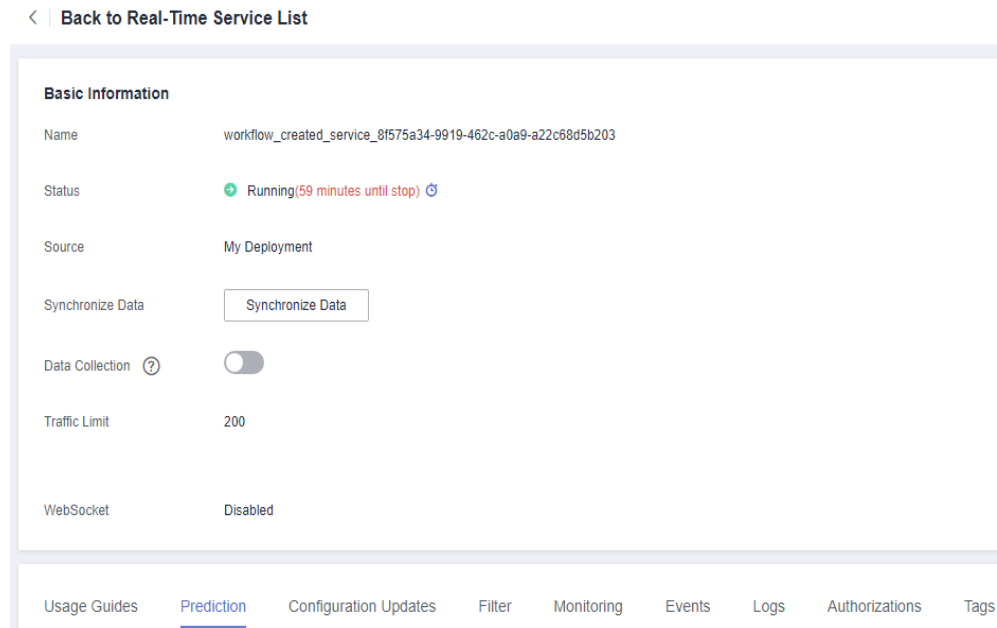 Back to Real-Time Service List
Basic Information
Name workflow_created_service_8f575a34-9919-462c-a0a9-a22c68d5b203
Status Running(59 minutes until stop)
Source My Deployment
Synchronize Data Synchronize Data
Data Collection ?
Traffic Limit 200
WebSocket Disabled
Usage Guides Prediction Configuration Updates Filter Monitoring Events Logs Authorizations Tags